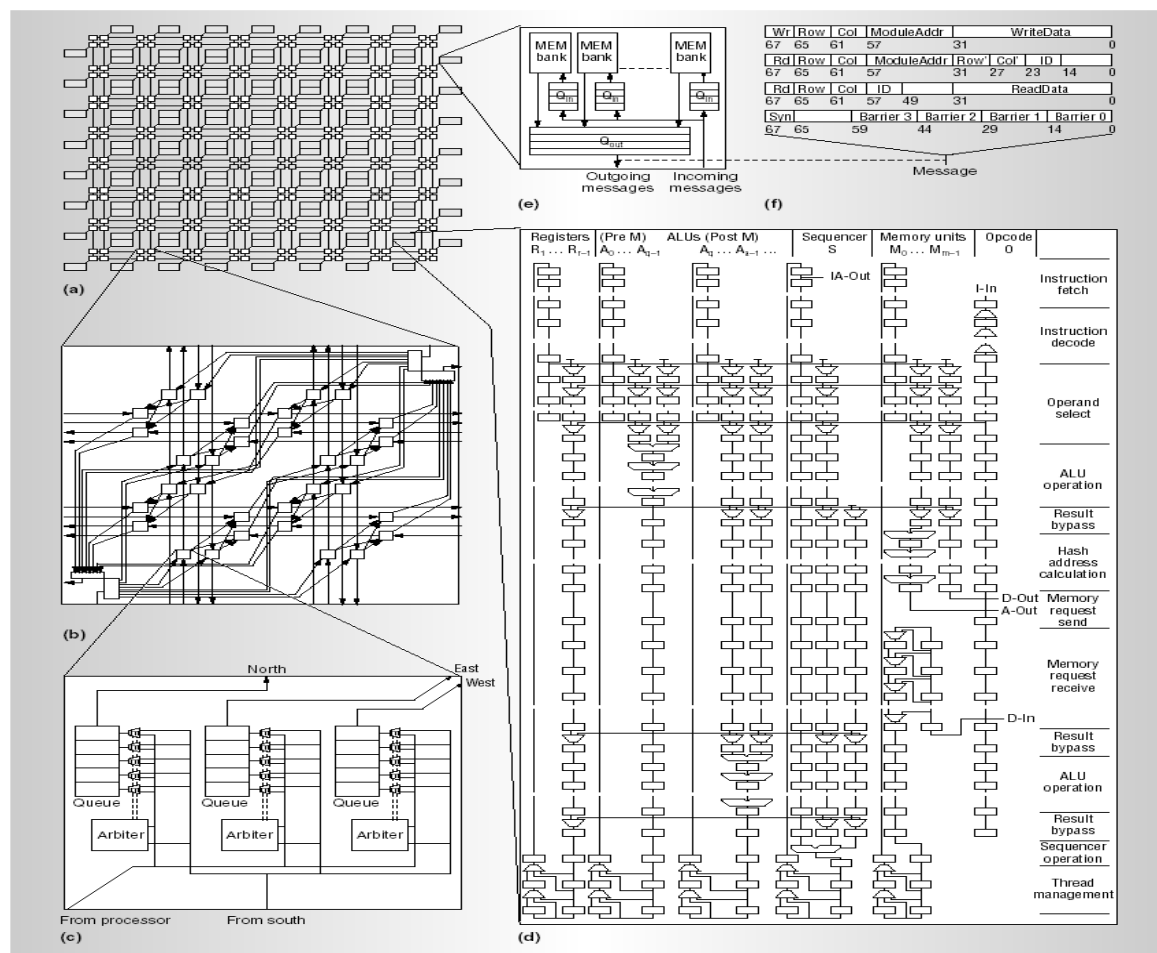 (a)
MEM bank
MEM bank
MEM bank
Q_in
Q_in
Q_in
Q_out
Outgoing messages
Incoming messages
(e)
Wr Row Col ModuleAddr WriteData
67 65 61 57 31 0
Rd Row Col ModuleAddr Row' Col' ID
67 65 61 57 31 27 23 14 0
Rd Row Col ID ReadData
67 65 61 57 49 31 0
Syn Barrier 3 Barrier 2 Barrier 1 Barrier 0
67 65 59 44 29 14 0
Message
(f)
(b)
North
East
West
Queue
Queue
Queue
Arbiter
Arbiter
Arbiter
From processor
From south
(c)
Registers (Pre M) ALUs (Post M) Sequencer Memory units Opcode
R_1 ... R_r−1 A_0 ... A_q−1 A_q ... A_a−1 ... S M_0 ... M_m−1 0
IA-Out
I-In
Instruction fetch
Instruction decode
Operand select
ALU operation
Result bypass
Hash address calculation
D-Out
A-Out
Memory request send
Memory request receive
D-In
Result bypass
ALU operation
Result bypass
Sequencer operation
Thread management
(d)